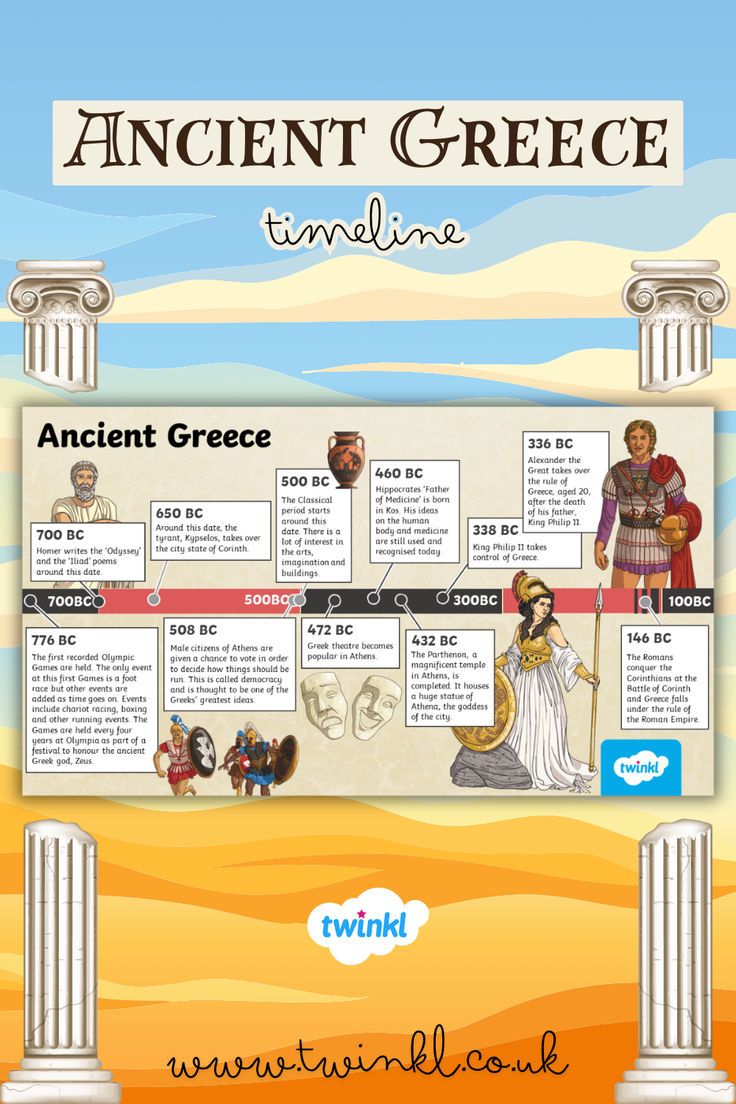 Ancient Greece
timeline
Ancient Greece
700 BC
Homer writes the 'Odyssey'
and the 'Iliad' poems
around this date.
650 BC
Around this date, the
tyrant, Kypselos, takes over
the city state of Corinth.
500 BC
The Classical
period starts
around this
date. There is a
lot of interest in
the arts,
imagination and
buildings.
460 BC
Hippocrates 'Father
of Medicine' is born
in Kos. His ideas
on the human
body and medicine
are still used and
recognised today.
338 BC
King Philip II takes
control of Greece.
336 BC
Alexander the
Great takes over
the rule of
Greece, aged 20,
after the death
of his father,
King Philip II.
700BC
500BC
300BC
100BC
776 BC
The first recorded Olympic
Games are held. The only event
at this first Games is a foot
race but other events are
added as time goes on. Events
include chariot racing, boxing
and other running events. The
Games are held every four
years at Olympia as part of a
festival to honour the ancient
Greek god, Zeus.
508 BC
Male citizens of Athens are
given a chance to vote in order
to decide how things should be
run. This is called democracy
and is thought to be one of the
Greeks' greatest ideas.
472 BC
Greek theatre becomes
popular in Athens.
432 BC
The Parthenon, a
magnificent temple
in Athens, is
completed. It houses
a huge statue of
Athena, the goddess
of the city.
146 BC
The Romans
conquer the
Corinthians at the
Battle of Corinth
and Greece falls
under the rule of
the Roman Empire.
twinkl
twinkl
www.twinkl.co.uk